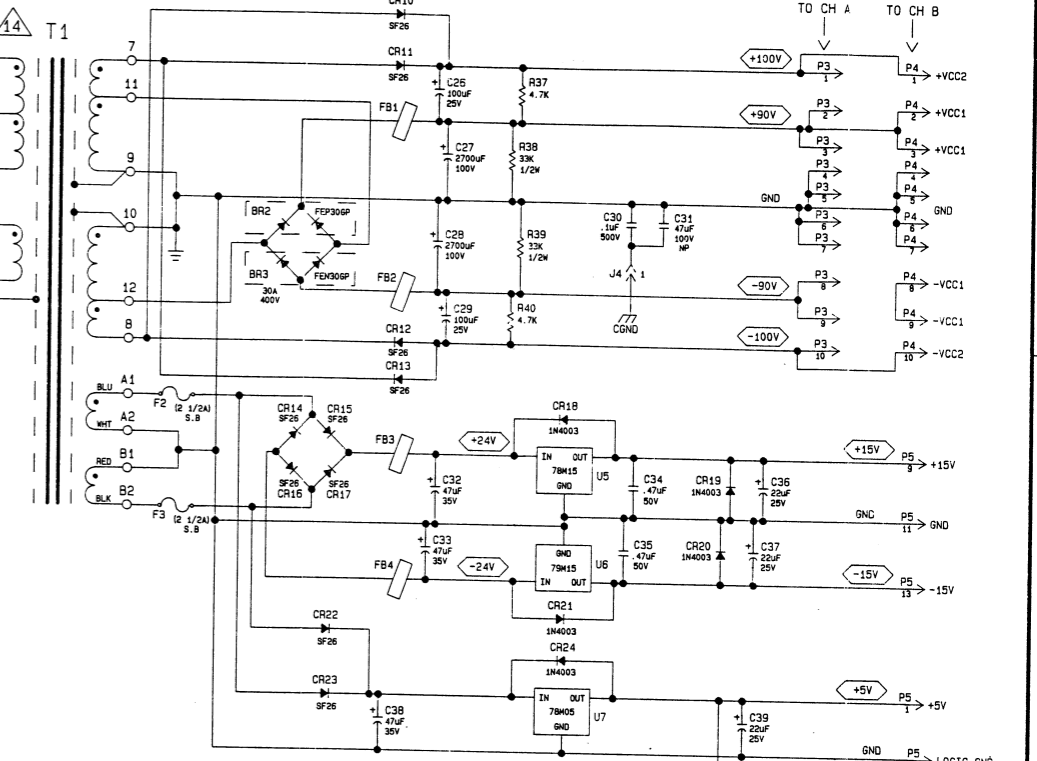 14
T1
CR10
SF26
TO CH A
TO CH B
7
CR11
SF26
+100V
P3
1
P4
1
+VCC2
11
FB1
C26
100uF
25V
R37
4.7K
+90V
P3
2
P4
2
+VCC1
C27
2700uF
100V
R38
33K
1/2W
P3
3
P4
3
+VCC1
9
P3
4
P4
4
GND
P3
5
P4
5
GND
10
BR2
FEP30GP
C28
2700uF
100V
R39
33K
1/2W
C30
.1uF
500V
C31
47uF
100V
NP
P3
6
P4
6
P3
7
P4
7
BR3
FEN30GP
30A
400V
FB2
J4
1
CGND
12
-90V
P3
8
P4
8
-VCC1
C29
100uF
25V
R40
4.7K
P3
9
P4
9
-VCC1
8
CR12
SF26
-100V
P3
10
P4
10
-VCC2
CR13
SF26
BLU
A1
F2
(2 1/2A)
S.B
WHT
A2
RED
B1
BLK
B2
F3
(2 1/2A)
S.B
CR14
SF26
CR15
SF26
SF26
CR16
SF26
CR17
FB3
+24V
CR18
1N4003
IN OUT
78M15
GND
U5
C32
47uF
35V
C34
.47uF
50V
CR19
1N4003
C36
22uF
25V
+15V
P5
9
+15V
GND
P5
11
GND
C33
47uF
35V
FB4
-24V
GND
79M15
IN OUT
U6
C35
.47uF
50V
CR20
1N4003
C37
22uF
25V
-15V
P5
13
-15V
CR21
1N4003
CR22
SF26
CR24
1N4003
CR23
SF26
IN OUT
78M05
GND
U7
C38
47uF
35V
C39
22uF
25V
+5V
P5
1
+5V
GND
P5
LOGIC GND